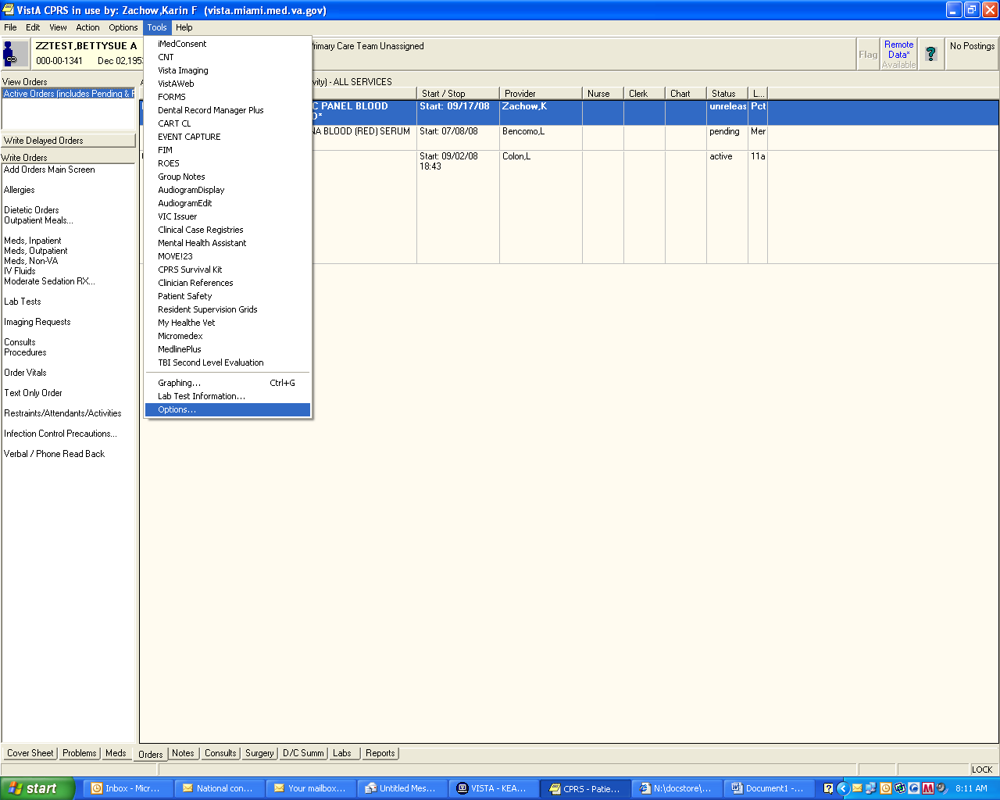 VistA CPRS in use by: Zachow,Karin F (vista.miami.med.va.gov)
File Edit View Action Options Tools Help
ZZTEST,BETTYSUE A
000-00-1341 Dec 02,195
rimary Care Team Unassigned
Flag
Remote
Data*
Available
?
No Postings
View Orders
Active Orders (includes Pending &
Write Delayed Orders
Write Orders
Add Orders Main Screen
Allergies
Dietetic Orders
Outpatient Meals...
Meds, Inpatient
Meds, Outpatient
Meds, Non-VA
IV Fluids
Moderate Sedation RX...
Lab Tests
Imaging Requests
Consults
Procedures
Order Vitals
Text Only Order
Restraints/Attendants/Activities
Infection Control Precautions...
Verbal / Phone Read Back
iMedConsent
CNT
Vista Imaging
VistAWeb
FORMS
Dental Record Manager Plus
CART CL
EVENT CAPTURE
FIM
ROES
Group Notes
AudiogramDisplay
AudiogramEdit
VIC Issuer
Clinical Case Registries
Mental Health Assistant
MOVE!23
CPRS Survival Kit
Clinician References
Patient Safety
Resident Supervision Grids
My Healthe Vet
Micromedex
MedlinePlus
TBI Second Level Evaluation
Graphing... Ctrl+G
Lab Test Information...
Options...
vity) - ALL SERVICES
Start / Stop Provider Nurse Clerk Chart Status L...
C PANEL BLOOD Start: 09/17/08 Zachow,K unreleas Pct
D*
NA BLOOD (RED) SERUM Start: 07/08/08 Bencomo,L pending Mer
Start: 09/02/08 Colon,L active 11a
18:43
Cover Sheet Problems Meds Orders Notes Consults Surgery D/C Summ Labs Reports
LOCK
start Inbox - Micr... National con... Your mailbox... Untitled Mes... VISTA - KEA... CPRS - Patie... N:\docstore\... Document1 -... 8:11 AM